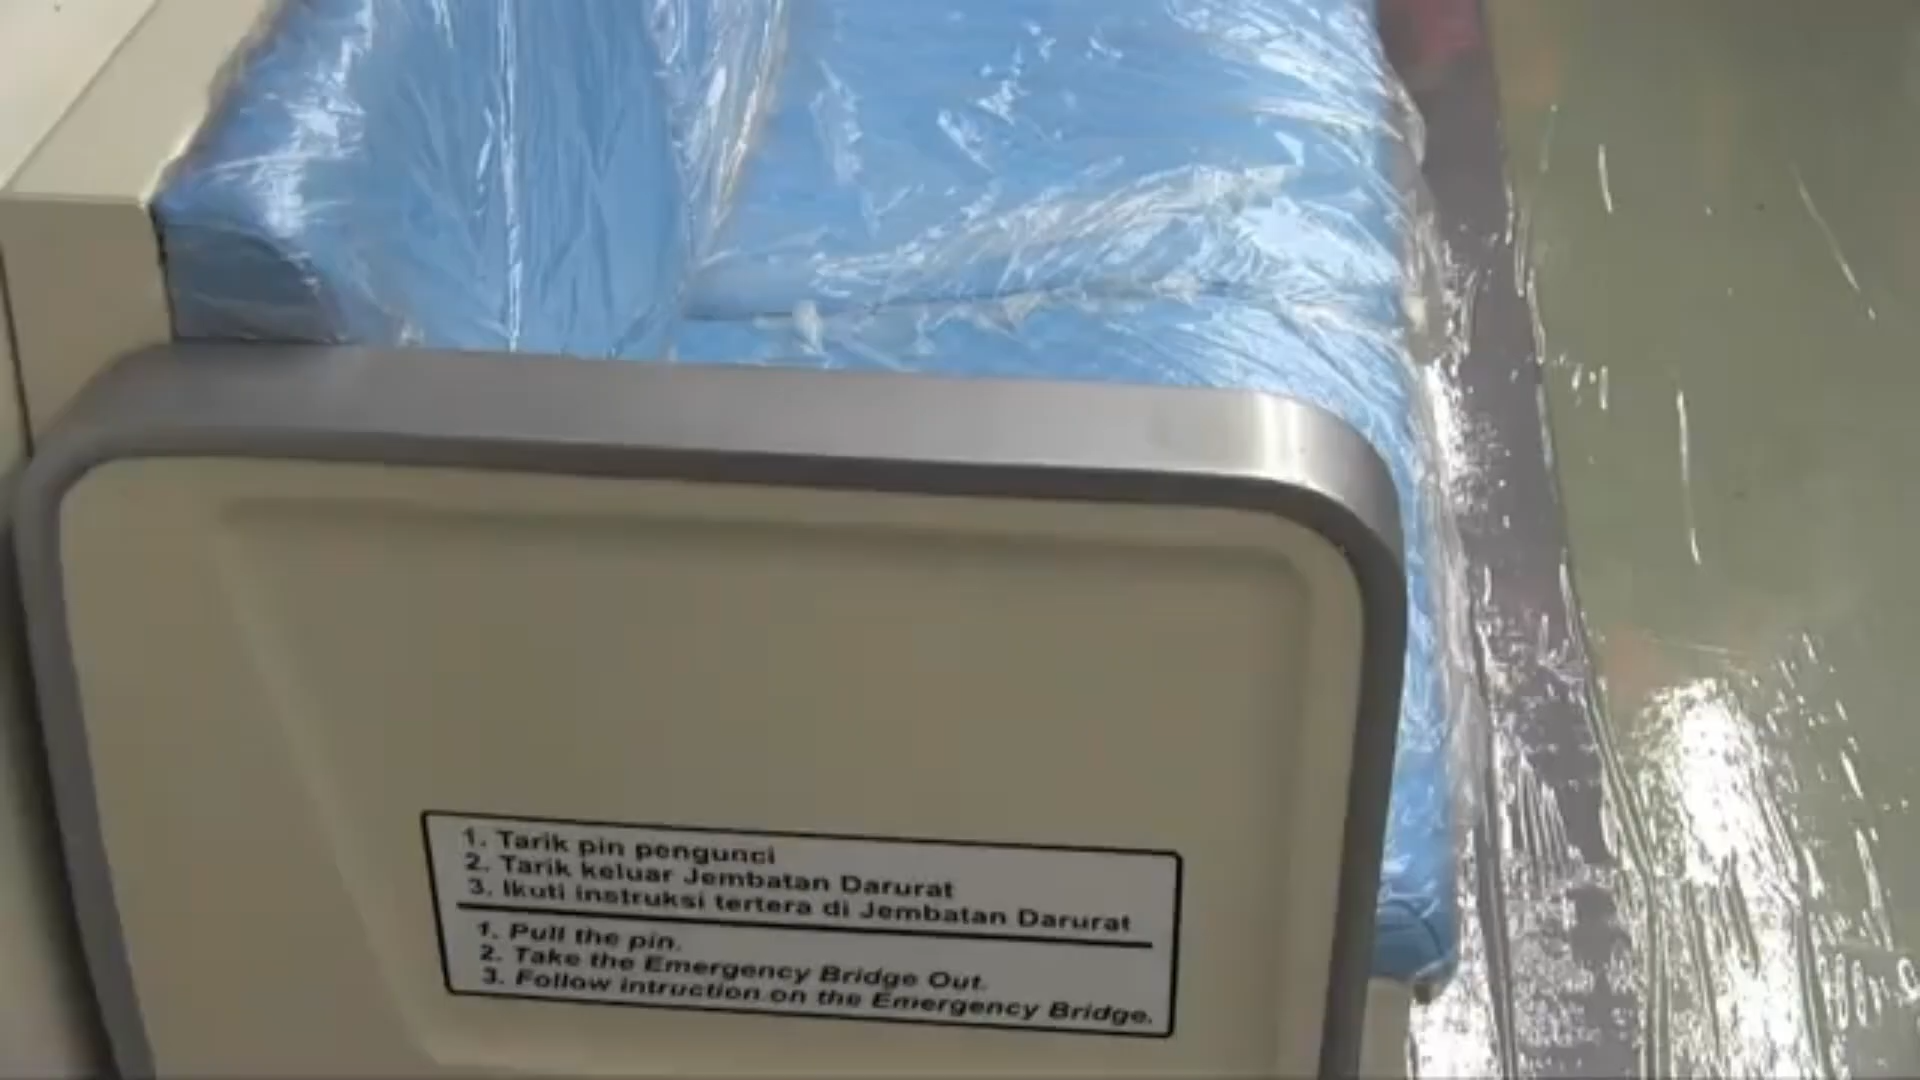 1. Tarik pin pengunci
2. Tarik keluar Jembatan Darurat
3. Ikuti instruksi tertera di Jembatan Darurat
1. Pull the pin.
2. Take the Emergency Bridge Out.
3. Follow intruction on the Emergency Bridge.